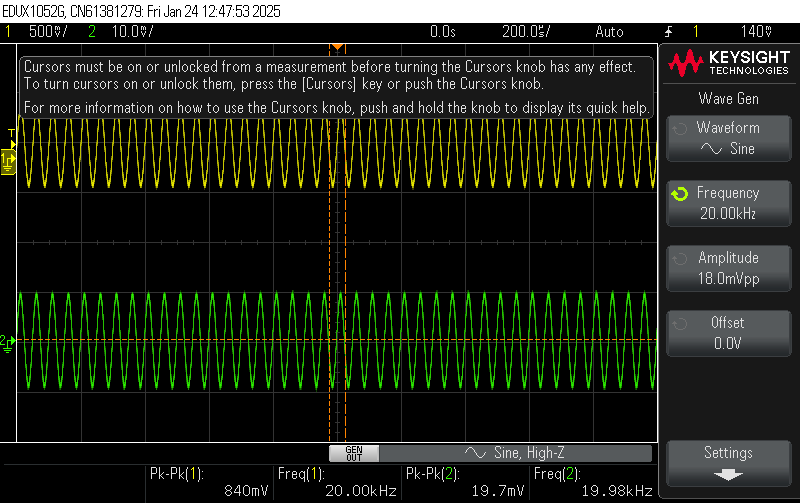 EDUX1052G, CN61381279: Fri Jan 24 12:47:53 2025
1 500♉/ 2 10.0♉/ 0.0s 200.0♉/ Auto 1 140♉
Cursors must be on or unlocked from a measurement before turning the Cursors knob has any effect.
To turn cursors on or unlock them, press the [Cursors] key or push the Cursors knob.
For more information on how to use the Cursors knob, push and hold the knob to display its quick help.
KEYSIGHT
TECHNOLOGIES
Wave Gen
Waveform
Sine
Frequency
20.00kHz
Amplitude
18.0mVpp
Offset
0.0V
Settings
T
1
2
GEN
OUT
Sine, High-Z
Pk-Pk(1): Freq(1): Pk-Pk(2): Freq(2):
840mV 20.00kHz 19.7mV 19.98kHz